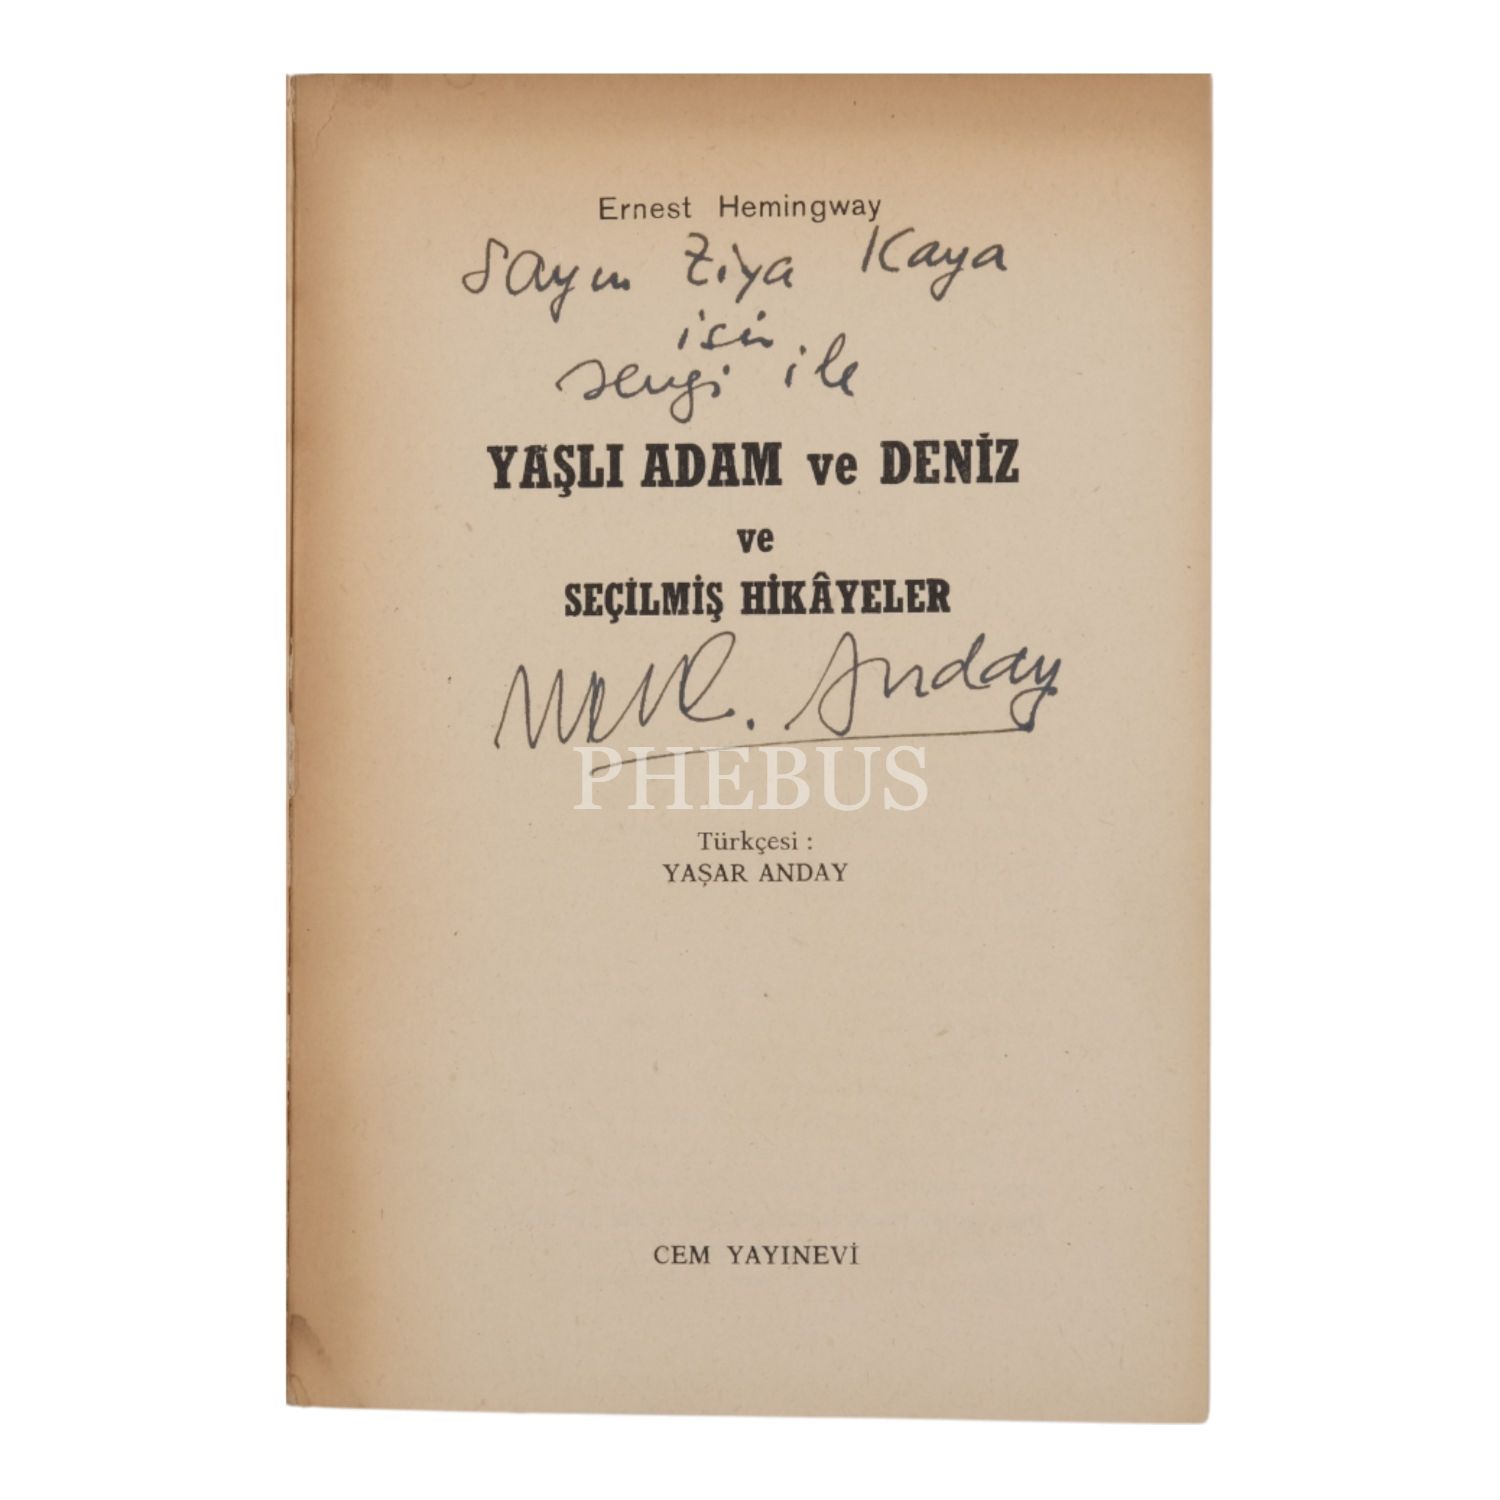 Ernest Hemingway
Sayın Ziya Kaya
için
sevgi ile
YAŞLI ADAM ve DENİZ
ve
SEÇİLMİŞ HİKÂYELER
M. C. Anday
PHEBUS
Türkçesi :
YAŞAR ANDAY
CEM YAYINEVİ